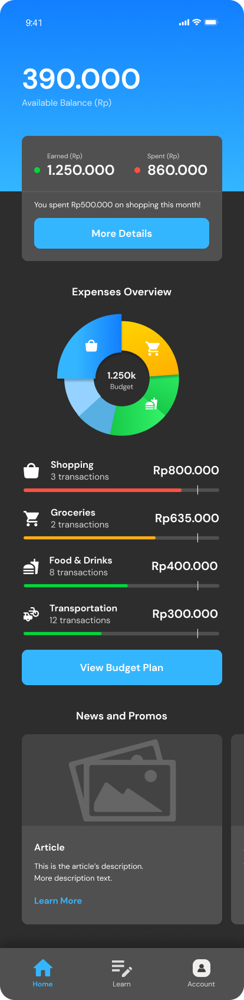 9:41
390.000
Available Balance (Rp)
Earned (Rp)
1.250.000
Spent (Rp)
860.000
You spent Rp500.000 on shopping this month!
More Details
Expenses Overview
1.250k
Budget
Shopping
3 transactions
Rp800.000
Groceries
2 transactions
Rp635.000
Food & Drinks
8 transactions
Rp400.000
Transportation
12 transactions
Rp300.000
View Budget Plan
News and Promos
Article
This is the article's description.
More description text.
Learn More
Home
Learn
Account